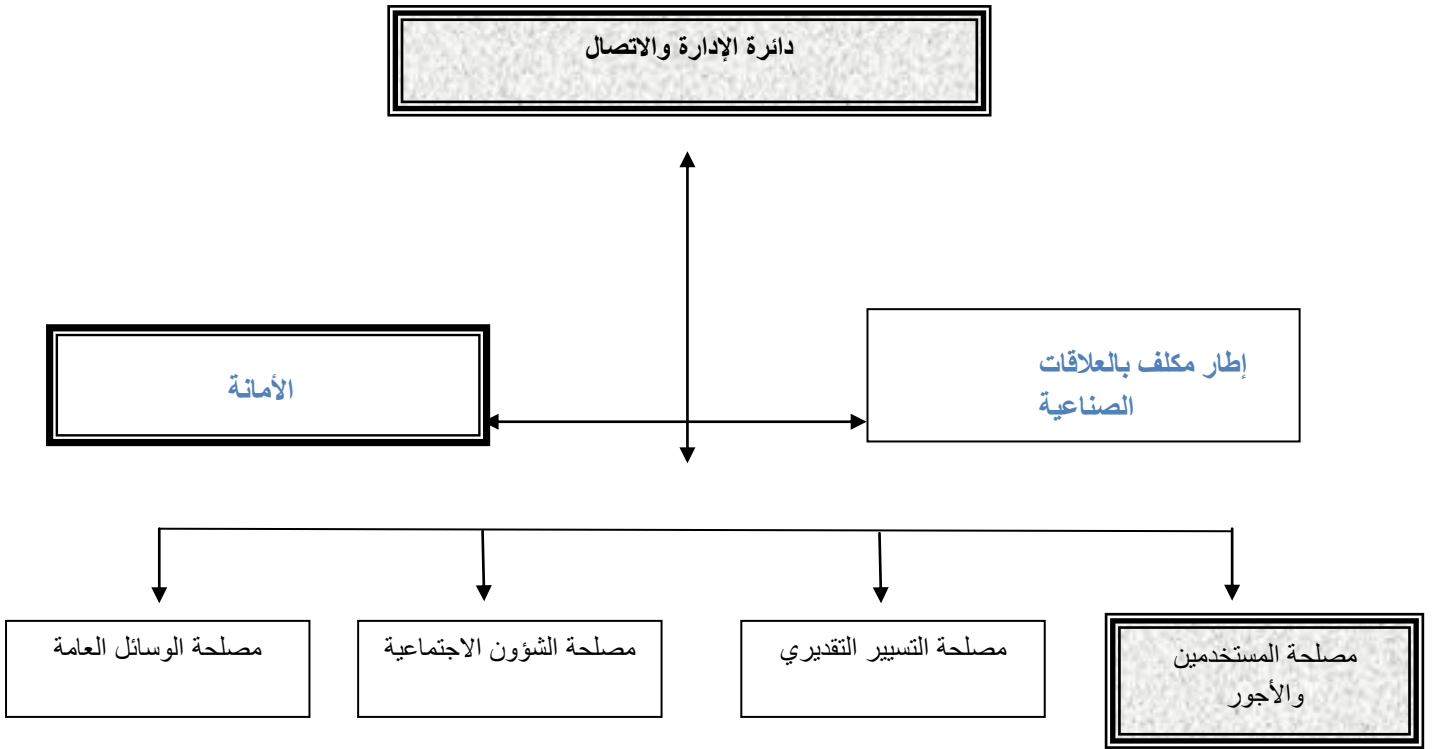 دائرة الإدارة والاتصال
إطار مكلف بالعلاقات
الصناعية
الأمانة
مصلحة المستخدمين
والأجور
مصلحة التسيير التقديري
مصلحة الشؤون الاجتماعية
مصلحة الوسائل العامة